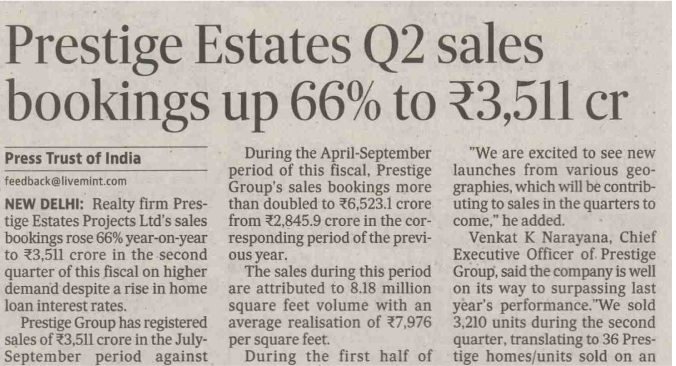 Prestige Estates Q2 sales
bookings up 66% to ₹3,511 cr
Press Trust of India
feedback@livemint.com
NEW DELHI: Realty firm Pres-
tige Estates Projects Ltd's sales
bookings rose 66% year-on-year
to ₹3,511 crore in the second
quarter of this fiscal on higher
demand despite a rise in home
loan interest rates.
Prestige Group has registered
sales of ₹3,511 crore in the July-
September period against
During the April-September
period of this fiscal, Prestige
Group's sales bookings more
than doubled to ₹6,523.1 crore
from ₹2,845.9 crore in the cor-
responding period of the previ-
ous year.
The sales during this period
are attributed to 8.18 million
square feet volume with an
average realisation of ₹7,976
per square feet.
During the first half of
"We are excited to see new
launches from various geo-
graphies, which will be contrib-
uting to sales in the quarters to
come," he added.
Venkat K Narayana, Chief
Executive Officer of Prestige
Group, said the company is well
on its way to surpassing last
year's performance."We sold
3,210 units during the second
quarter, translating to 36 Pres-
tige homes/units sold on an